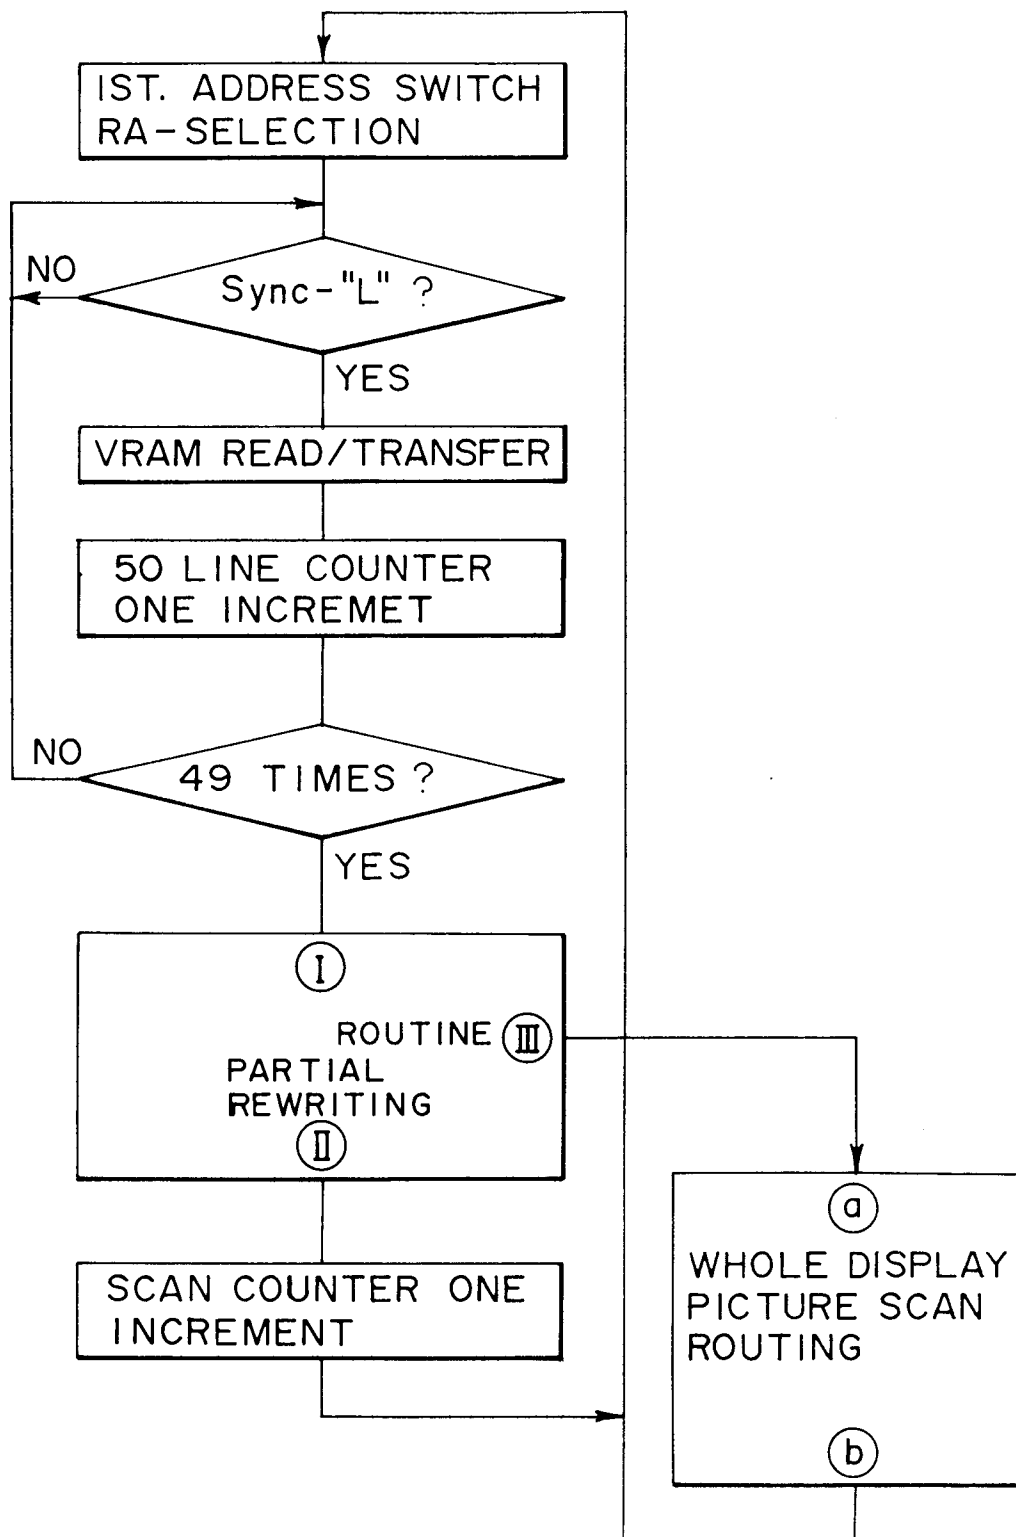 IST. ADDRESS SWITCH
RA-SELECTION
NO
Sync-"L" ?
YES
VRAM READ/TRANSFER
50 LINE COUNTER
ONE INCREMET
NO
49 TIMES ?
YES
I
ROUTINE III
PARTIAL
REWRITING
II
SCAN COUNTER ONE
INCREMENT
a
WHOLE DISPLAY
PICTURE SCAN
ROUTING
b